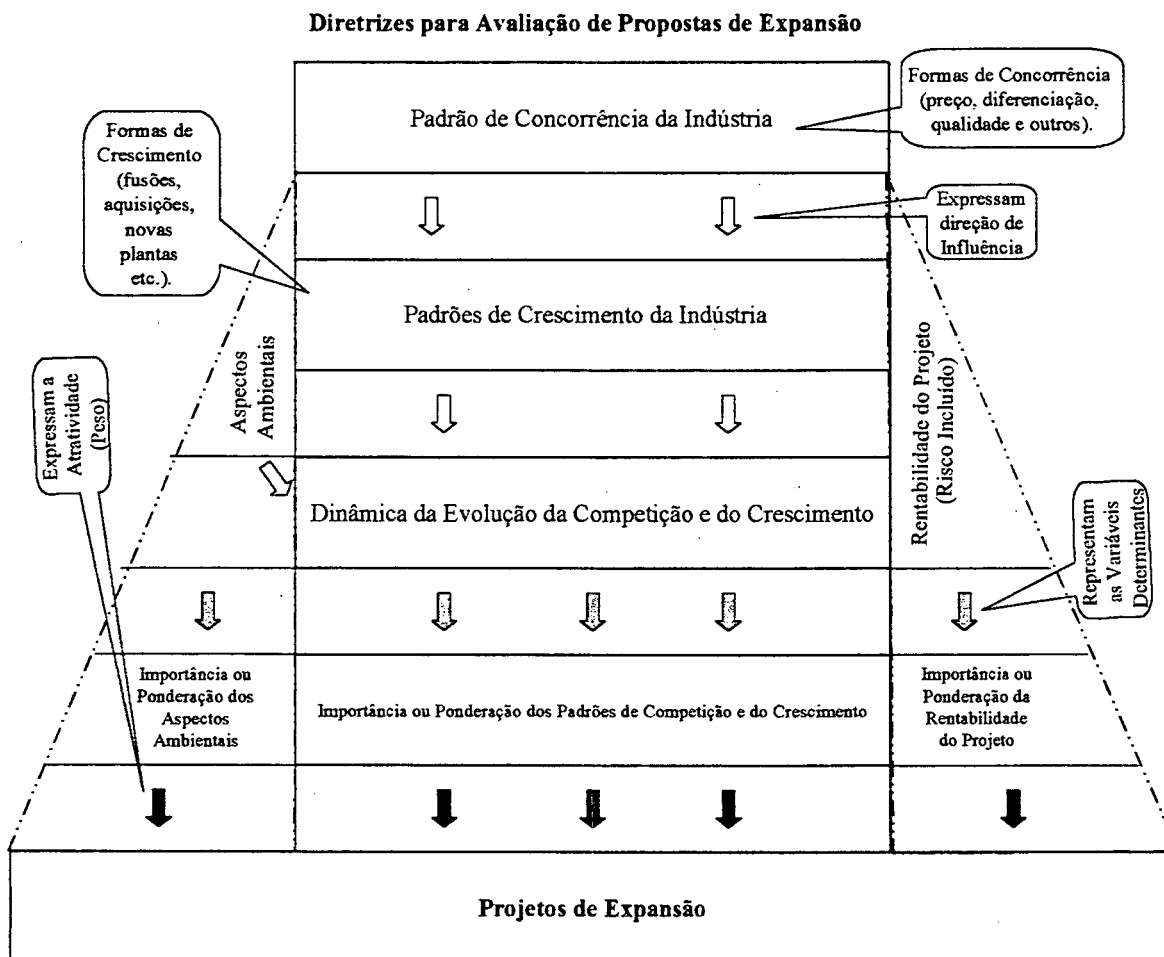 Diretrizes para Avaliação de Propostas de Expansão
Padrão de Concorrência da Indústria
Formas de Concorrência
(preço, diferenciação,
qualidade e outros).
Formas de
Crescimento
(fusões,
aquisições,
novas
plantas
etc.).
Expressam
direção de
Influência
Padrões de Crescimento da Indústria
Aspectos
Ambientais
Rentabilidade do Projeto
(Risco Incluído)
Expressam a
Atratividade
(Peso)
Dinâmica da Evolução da Competição e do Crescimento
Representam
as Variáveis
Determinantes
Importância ou
Ponderação dos
Aspectos
Ambientais
Importância ou Ponderação dos Padrões de Competição e do Crescimento
Importância ou
Ponderação da
Rentabilidade
do Projeto
Projetos de Expansão